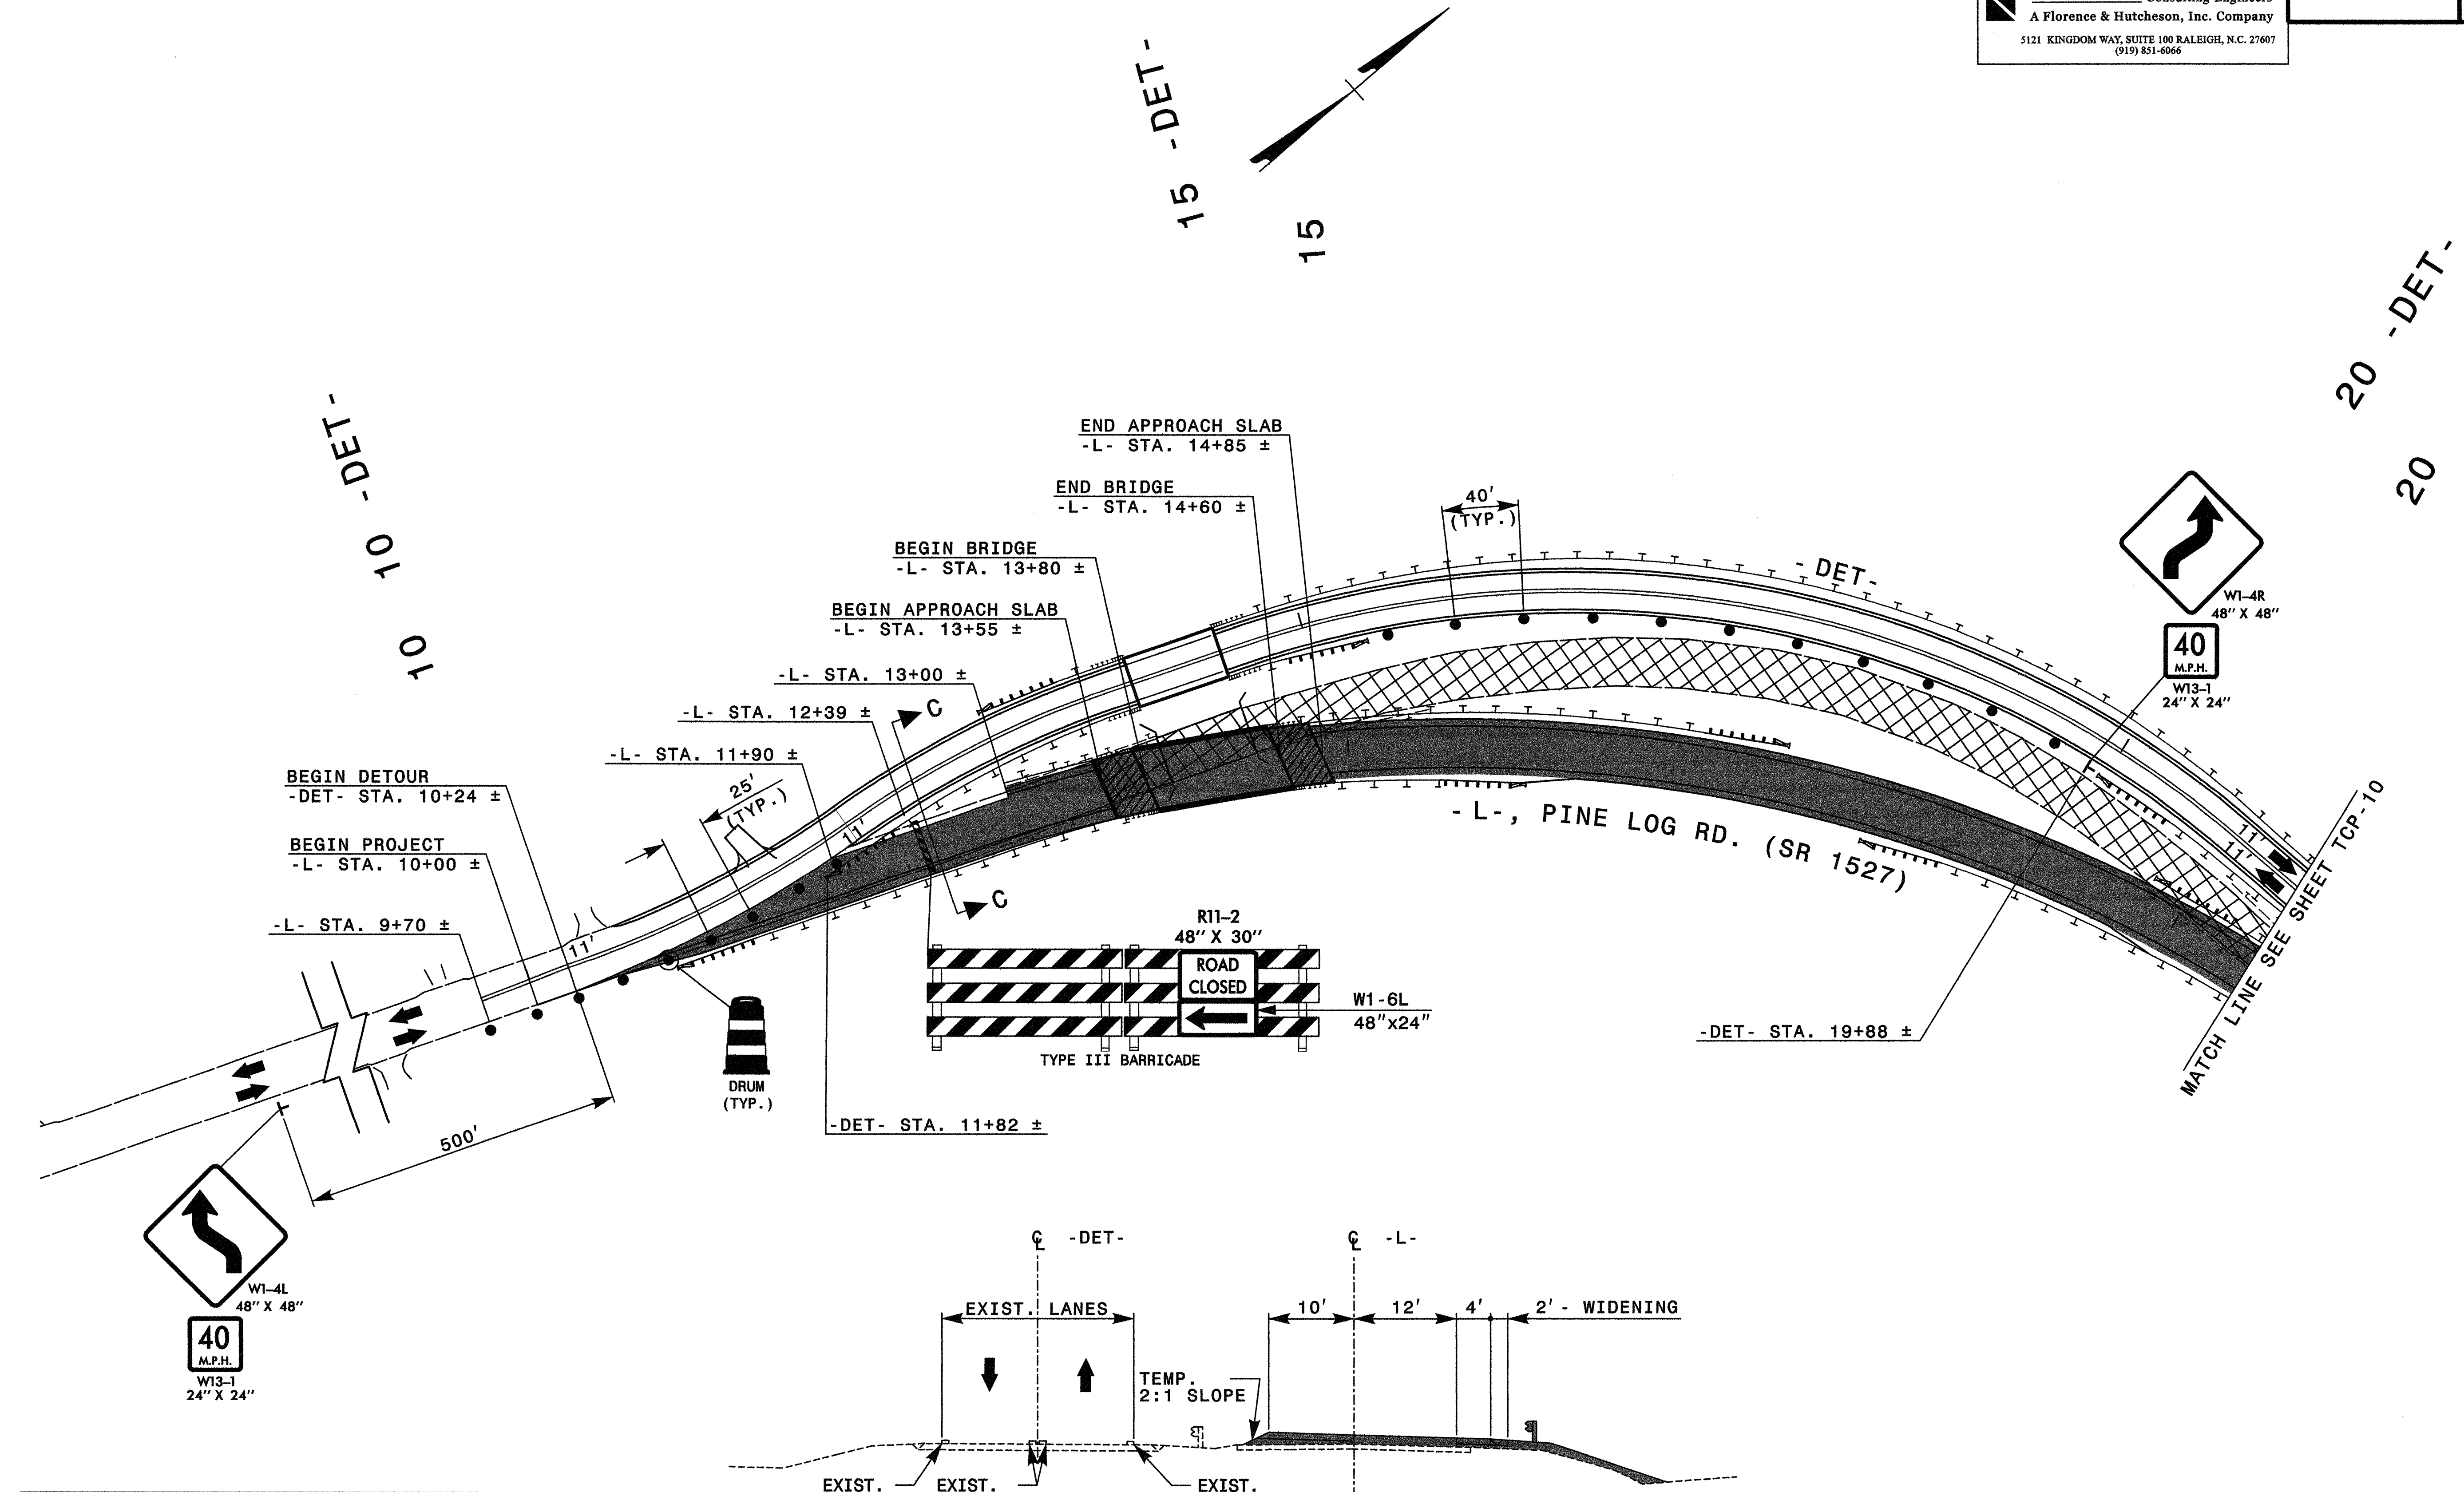 A Florence & Hutcheson, Inc. Company
5121 KINGDOM WAY, SUITE 100 RALEIGH, N.C. 27607
(919) 851-6066
15 -DET-
15
10 -DET-
10
20 -DET-
20
END APPROACH SLAB
-L- STA. 14+85 ±
END BRIDGE
-L- STA. 14+60 ±
BEGIN BRIDGE
-L- STA. 13+80 ±
BEGIN APPROACH SLAB
-L- STA. 13+55 ±
-L- STA. 13+00 ±
-L- STA. 12+39 ±
-L- STA. 11+90 ±
BEGIN DETOUR
-DET- STA. 10+24 ±
BEGIN PROJECT
-L- STA. 10+00 ±
-L- STA. 9+70 ±
25'
(TYP.)
40'
(TYP.)
11'
11'
C
C
-DET-
-L-, PINE LOG RD. (SR 1527)
W1-4R
48" X 48"
40
M.P.H.
W13-1
24" X 24"
11'
11'
MATCH LINE SEE SHEET TCP-10
-DET- STA. 19+88 ±
R11-2
48" X 30"
ROAD
CLOSED
W1-6L
48"x24"
TYPE III BARRICADE
DRUM
(TYP.)
-DET- STA. 11+82 ±
500'
W1-4L
48" X 48"
40
M.P.H.
W13-1
24" X 24"
℄ -DET-
℄ -L-
EXIST. LANES
10'
12'
4'
2' - WIDENING
TEMP.
2:1 SLOPE
EXIST.
EXIST.
EXIST.